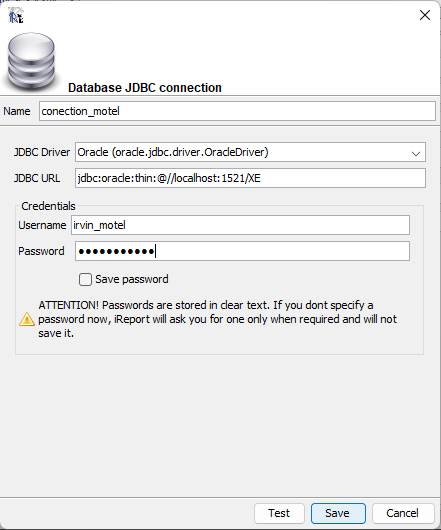 Database JDBC connection
Name conection_motel
JDBC Driver Oracle (oracle.jdbc.driver.OracleDriver)
JDBC URL jdbc:oracle:thin:@//localhost:1521/XE
Credentials
Username irvin_motel
Password ●●●●●●●●●●●
Save password
ATTENTION! Passwords are stored in clear text. If you dont specify a
password now, iReport will ask you for one only when required and will not
save it.
Test Save Cancel